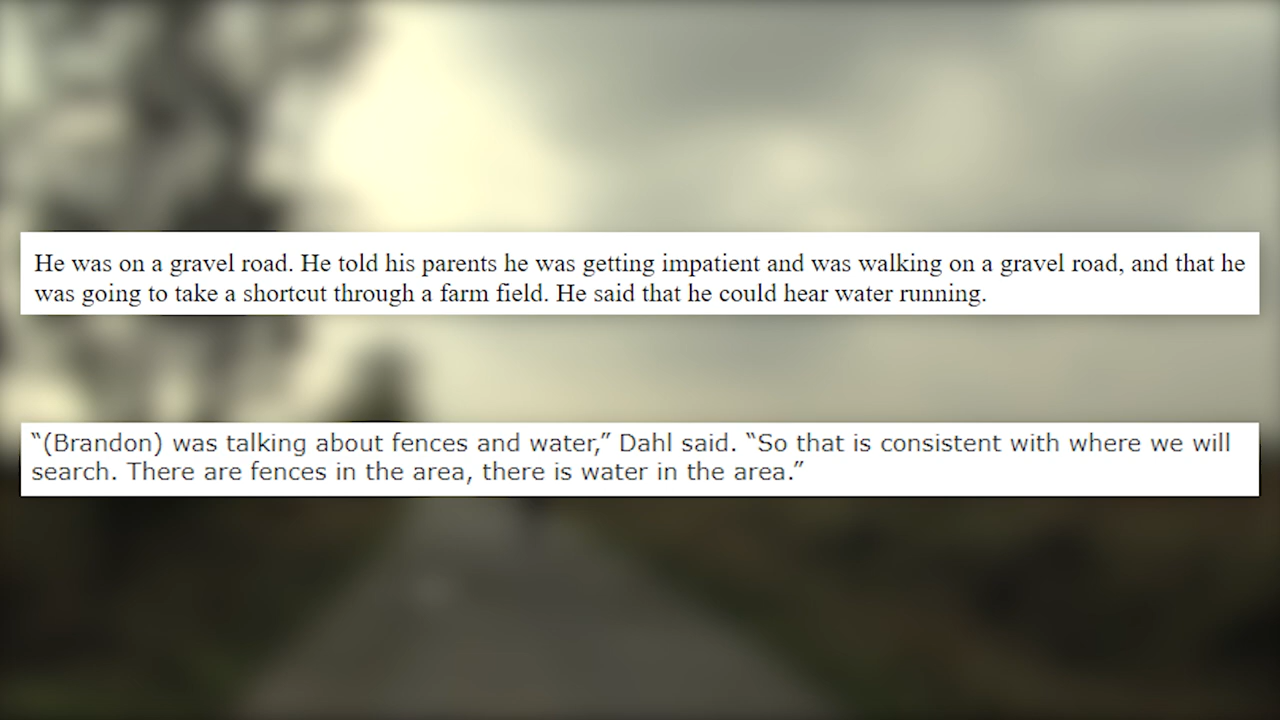 He was on a gravel road. He told his parents he was getting impatient and was walking on a gravel road, and that he
was going to take a shortcut through a farm field. He said that he could hear water running.
“(Brandon) was talking about fences and water,” Dahl said. “So that is consistent with where we will
search. There are fences in the area, there is water in the area.”